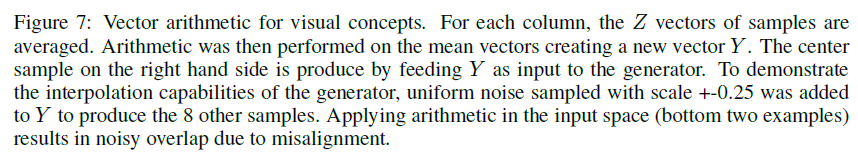 Figure 7: Vector arithmetic for visual concepts. For each column, the Z vectors of samples are
averaged. Arithmetic was then performed on the mean vectors creating a new vector Y. The center
sample on the right hand side is produce by feeding Y as input to the generator. To demonstrate
the interpolation capabilities of the generator, uniform noise sampled with scale +-0.25 was added
to Y to produce the 8 other samples. Applying arithmetic in the input space (bottom two examples)
results in noisy overlap due to misalignment.